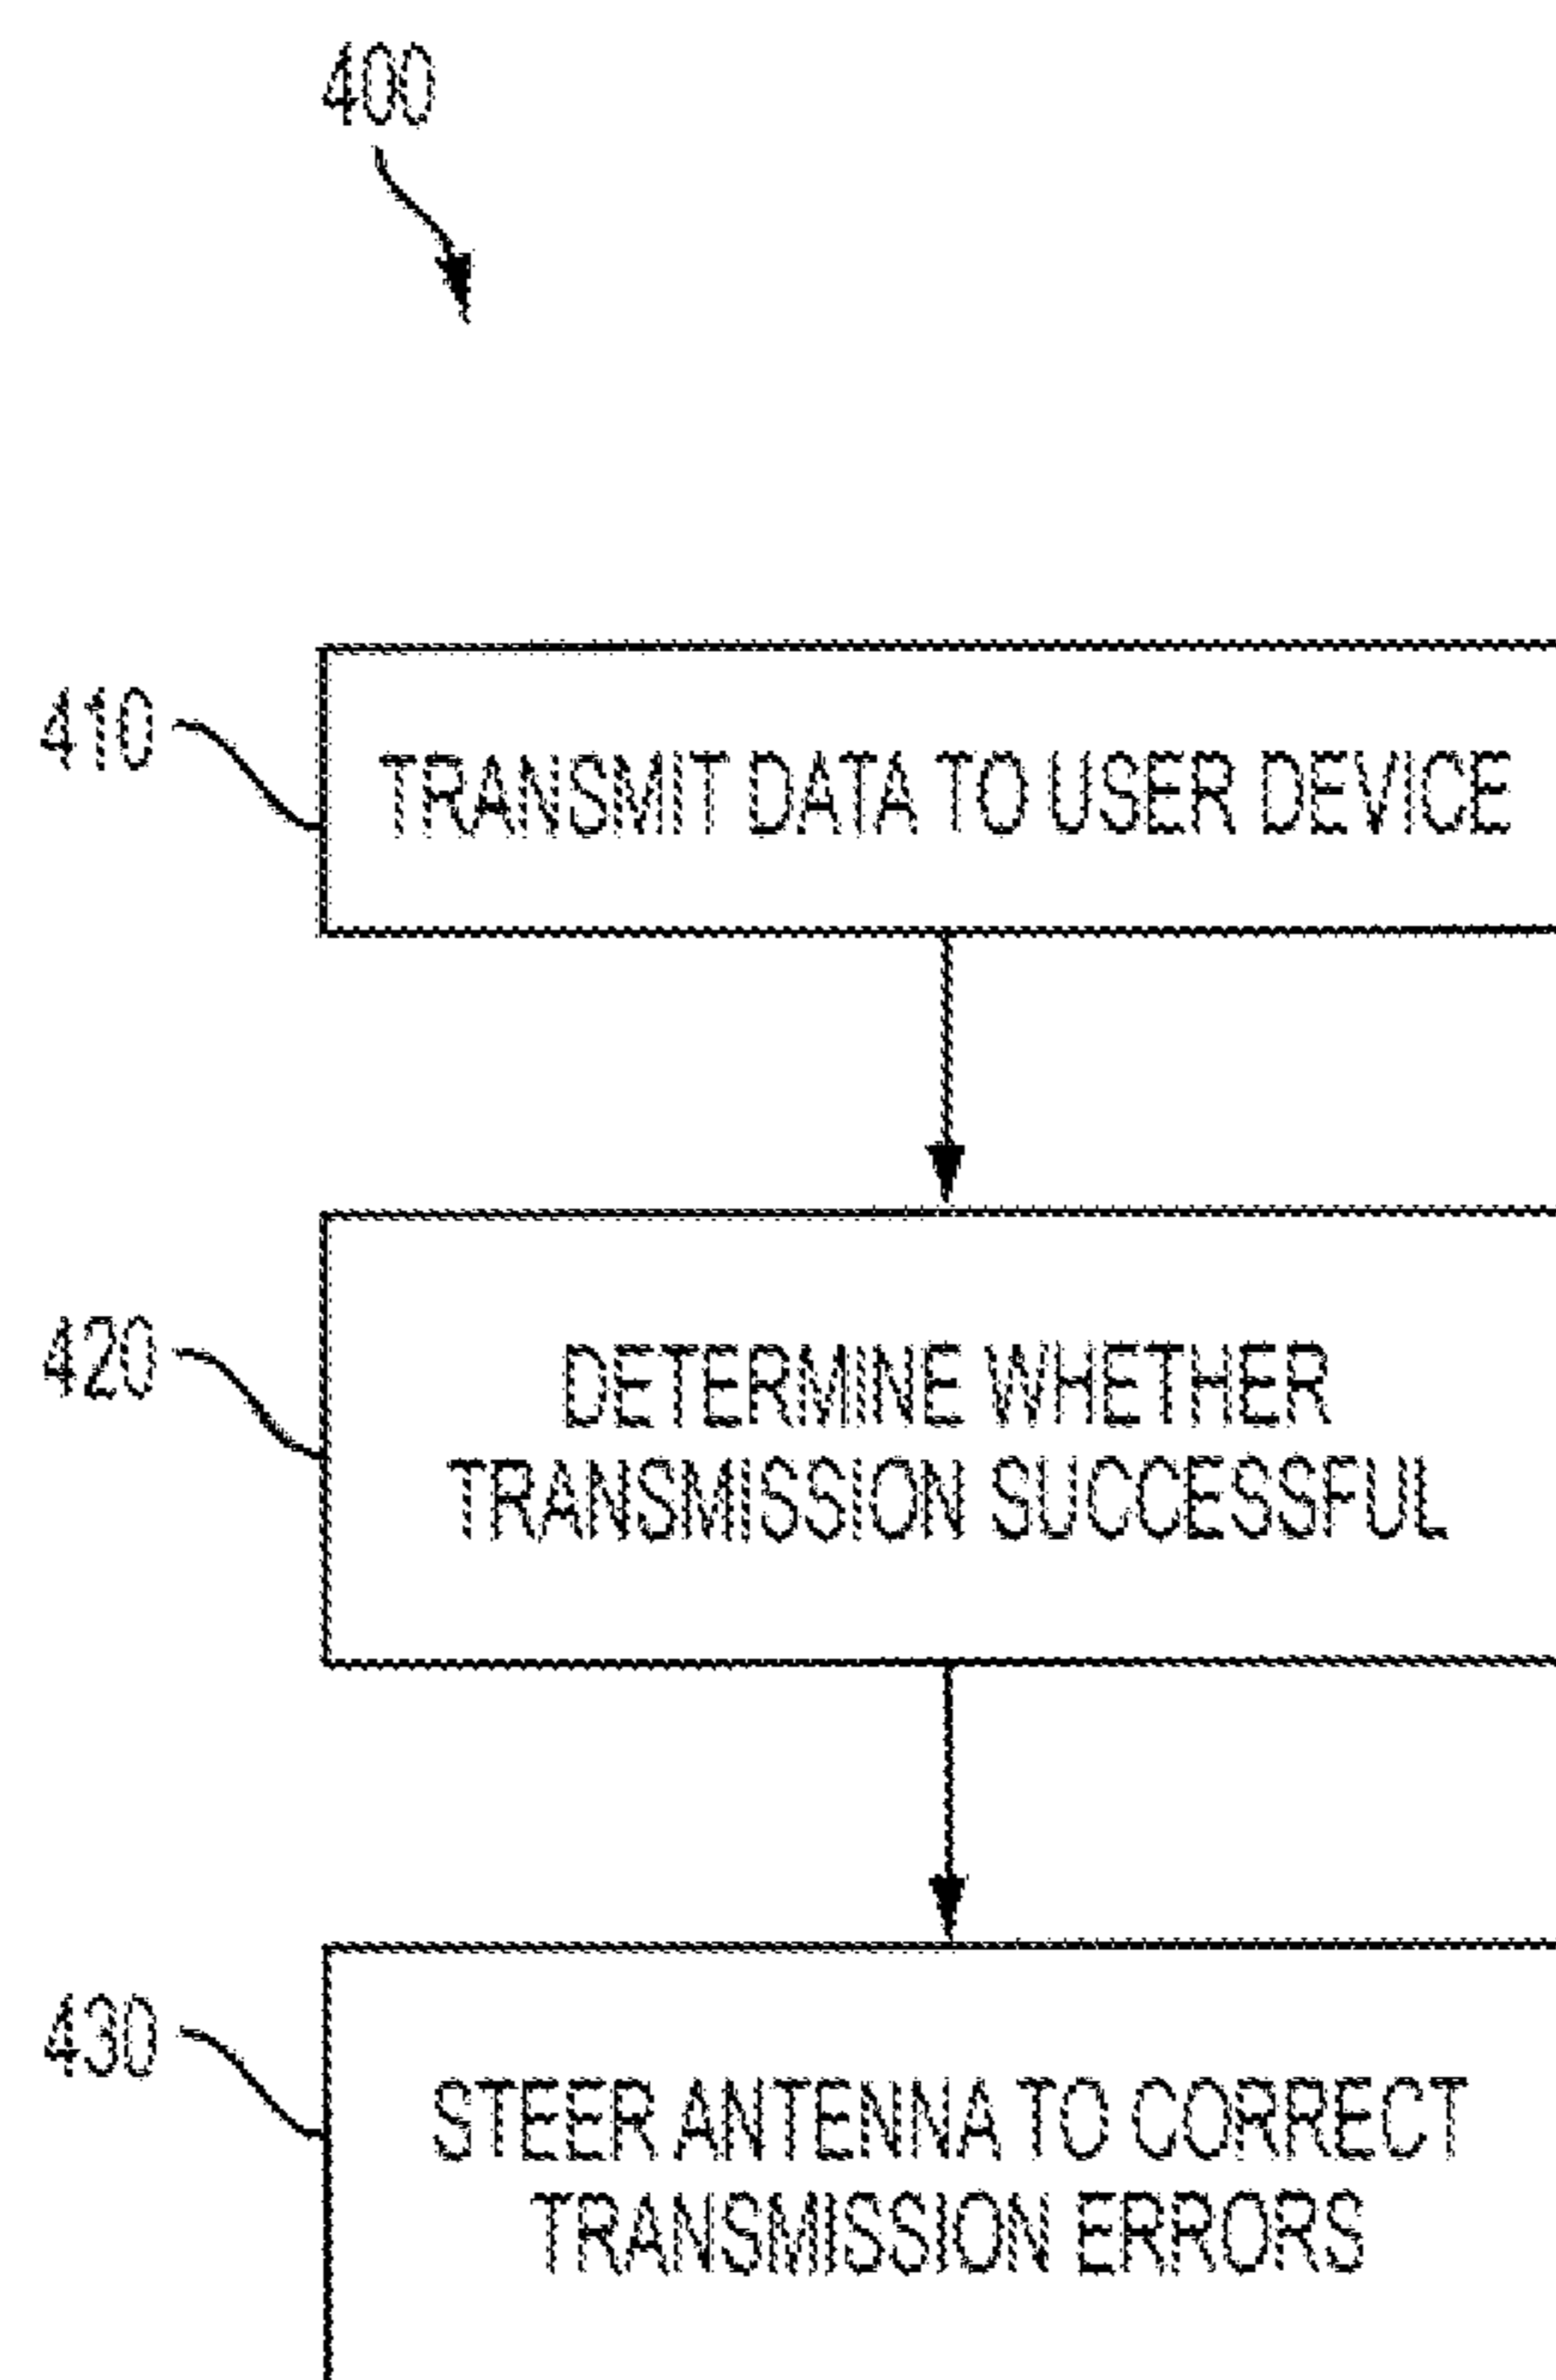 400
410
TRANSMIT DATA TO USER DEVICE
420
DETERMINE WHETHER
TRANSMISSION SUCCESSFUL
430
STEER ANTENNA TO CORRECT
TRANSMISSION ERRORS